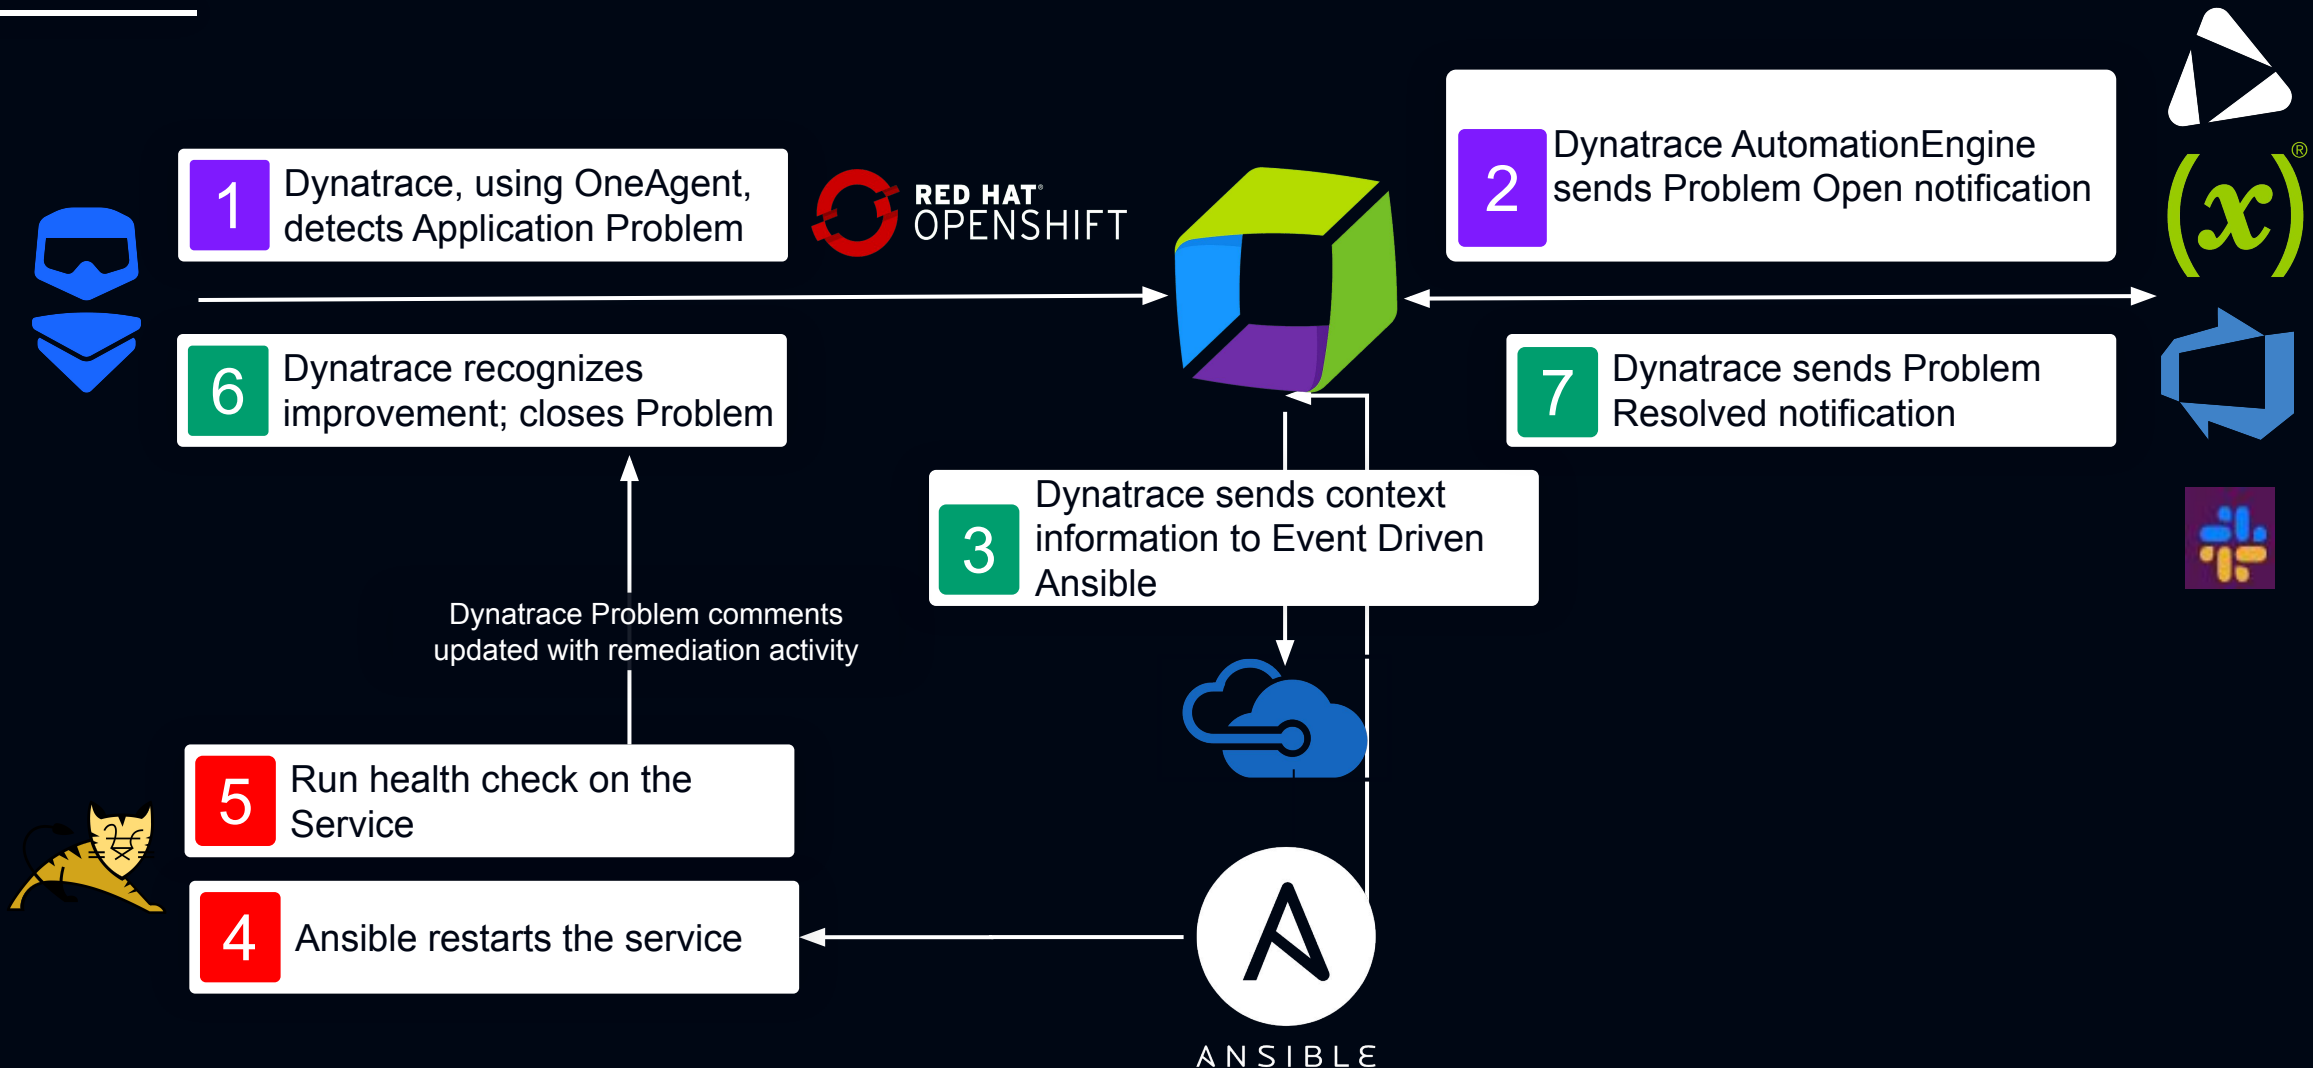 1
Dynatrace, using OneAgent,
detects Application Problem
RED HAT®
OPENSHIFT
2
Dynatrace AutomationEngine
sends Problem Open notification
(x)®
6
Dynatrace recognizes
improvement; closes Problem
7
Dynatrace sends Problem
Resolved notification
3
Dynatrace sends context
information to Event Driven
Ansible
Dynatrace Problem comments
updated with remediation activity
5
Run health check on the
Service
4
Ansible restarts the service
A
ANSIBLE